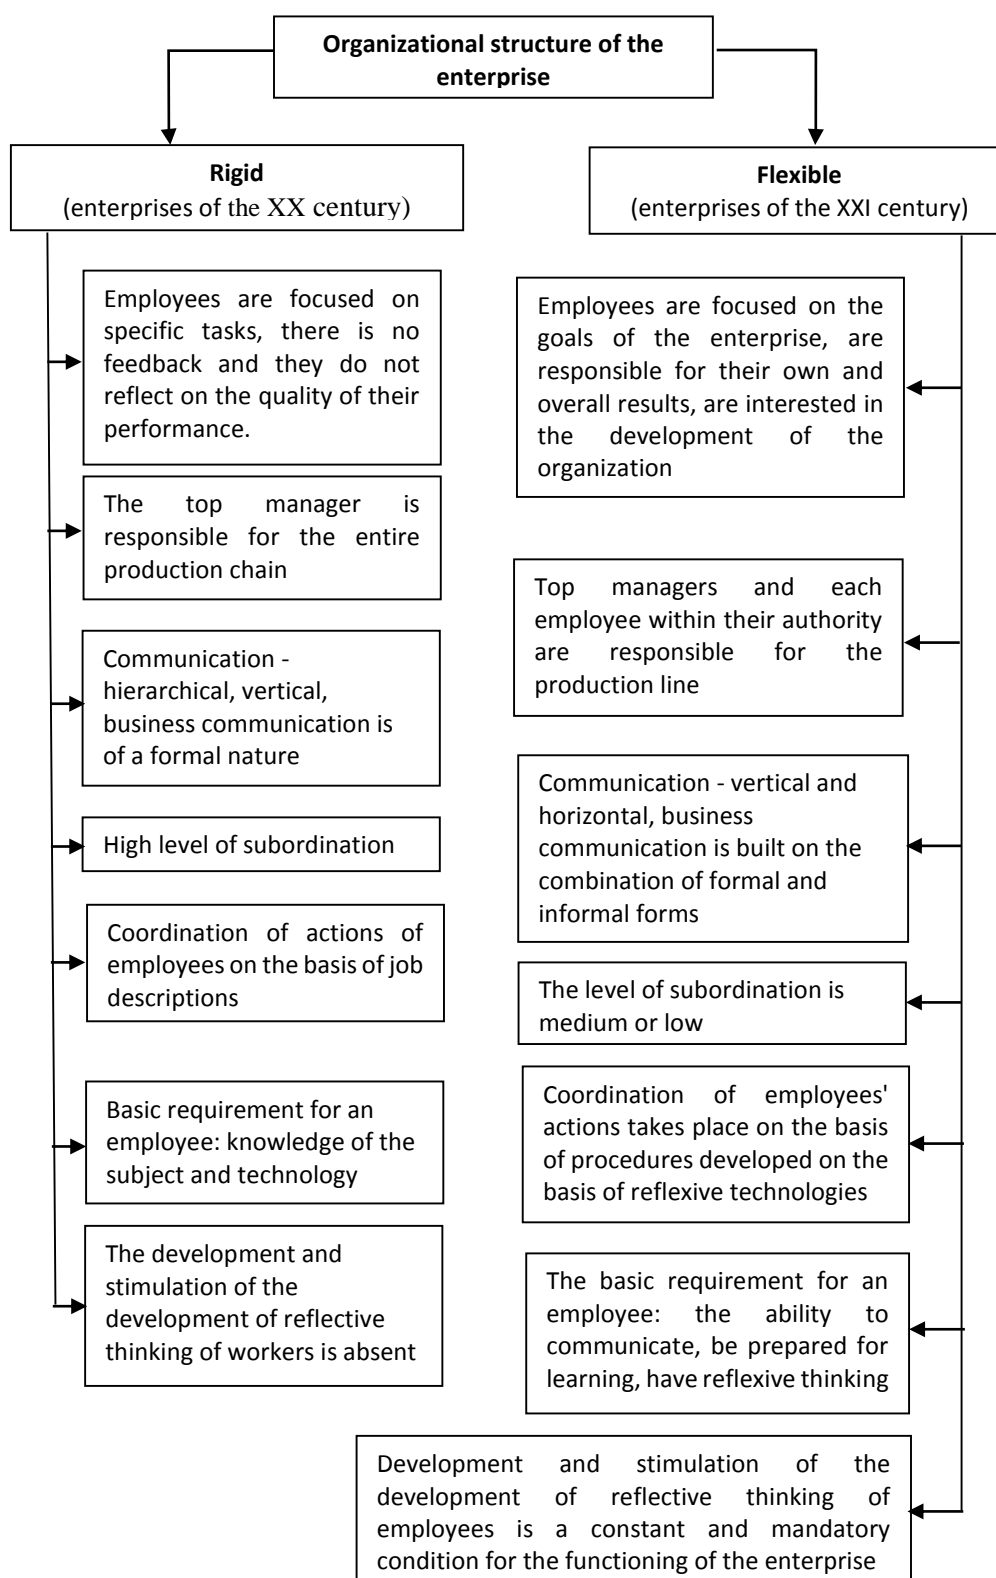 Organizational structure of the
enterprise
Rigid
(enterprises of the XX century)
Employees are focused on
specific tasks, there is no
feedback and they do not
reflect on the quality of their
performance.
The top manager is
responsible for the entire
production chain
Communication -
hierarchical, vertical,
business communication is
of a formal nature
High level of subordination
Coordination of actions of
employees on the basis of job
descriptions
Basic requirement for an
employee: knowledge of the
subject and technology
The development and
stimulation of the
development of reflective
thinking of workers is absent
Flexible
(enterprises of the XXI century)
Employees are focused on the
goals of the enterprise, are
responsible for their own and
overall results, are interested in
the development of the
organization
Top managers and each
employee within their authority
are responsible for the
production line
Communication - vertical and
horizontal, business
communication is built on the
combination of formal and
informal forms
The level of subordination is
medium or low
Coordination of employees'
actions takes place on the basis
of procedures developed on the
basis of reflexive technologies
The basic requirement for an
employee: the ability to
communicate, be prepared for
learning, have reflexive thinking
Development and stimulation of the
development of reflective thinking of
employees is a constant and mandatory
condition for the functioning of the enterprise